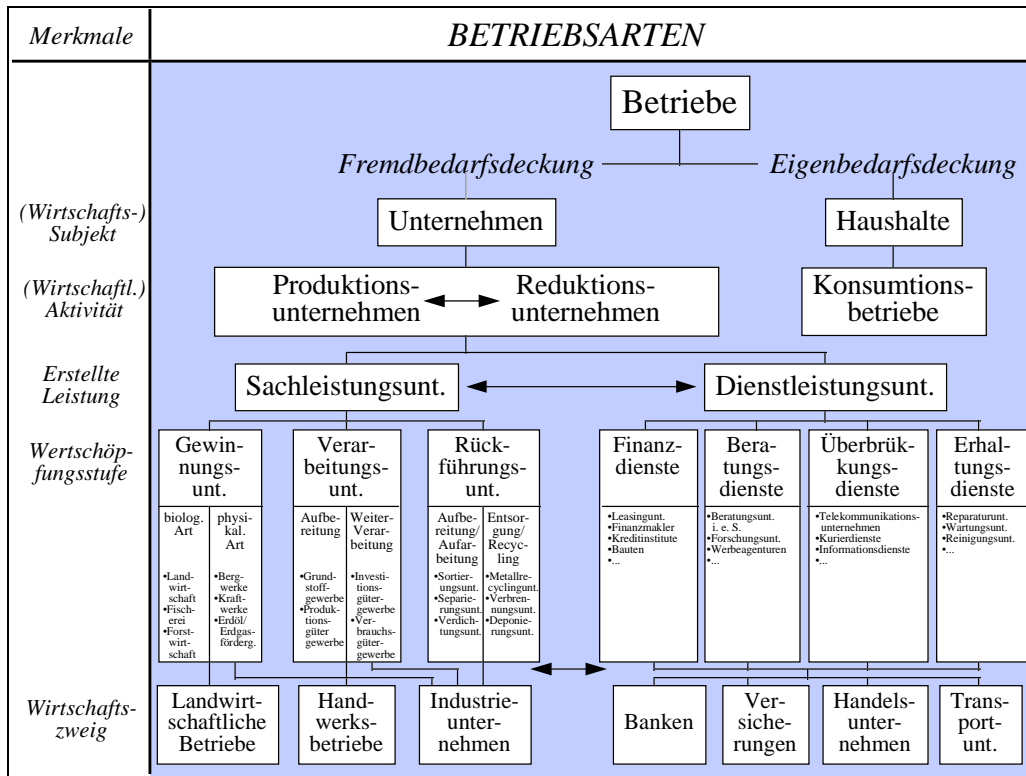 Merkmale
BETRIEBSARTEN
Betriebe
Fremdbedarfsdeckung
Eigenbedarfsdeckung
(Wirtschafts-)
Subjekt
Unternehmen
Haushalte
(Wirtschaftl.)
Aktivität
Produktions-
unternehmen
Reduktions-
unternehmen
Konsumtions-
betriebe
Erstellte
Leistung
Sachleistungsunt.
Dienstleistungsunt.
Wertschöp-
fungsstufe
Gewin-
nungs-
unt.
biolog.
Art
•Land-
wirt-
schaft
•Fisch-
erei
•Forst-
wirt-
schaft
physi-
kal.
Art
•Berg-
werke
•Kraft-
werke
•Erdöl/
Erdgas-
förderg.
Verar-
beitungs-
unt.
Aufbe-
reitung
•Grund-
stoff-
gewerbe
•Produk-
tions-
güter
gewerbe
Weiter-
Verar-
beitung
•Investi-
tions-
güter-
gewerbe
•Ver-
brauchs-
güter-
gewerbe
Rück-
führungs-
unt.
Aufbe-
reitung/
Aufar-
beitung
•Sortier-
ungsunt.
•Separie-
rungsunt.
•Verdich-
tungsunt.
Entsor-
gung/
Recy-
cling
•Metallre-
cyclingunt.
•Verbren-
nungsunt.
•Deponie-
rungsunt.
Finanz-
dienste
•Leasingunt.
•Finanzmakler
•Kreditinstitute
•Bauten
•...
Bera-
tungs-
dienste
•Beratungsunt.
i. e. S.
•Forschungsunt.
•Werbeagenturen
•...
Überbrük-
kungs-
dienste
•Telekommunikations-
unternehmen
•Kurierdienste
•Informationsdienste
•...
Erhal-
tungs-
dienste
•Reparaturunt.
•Wartungsunt.
•Reinigungsunt.
•...
Wirtschafts-
zweig
Landwirt-
schaftliche
Betriebe
Hand-
werks-
betriebe
Industrie-
unter-
nehmen
Banken
Ver-
siche-
rungen
Handels-
unter-
nehmen
Trans-
port-
unt.